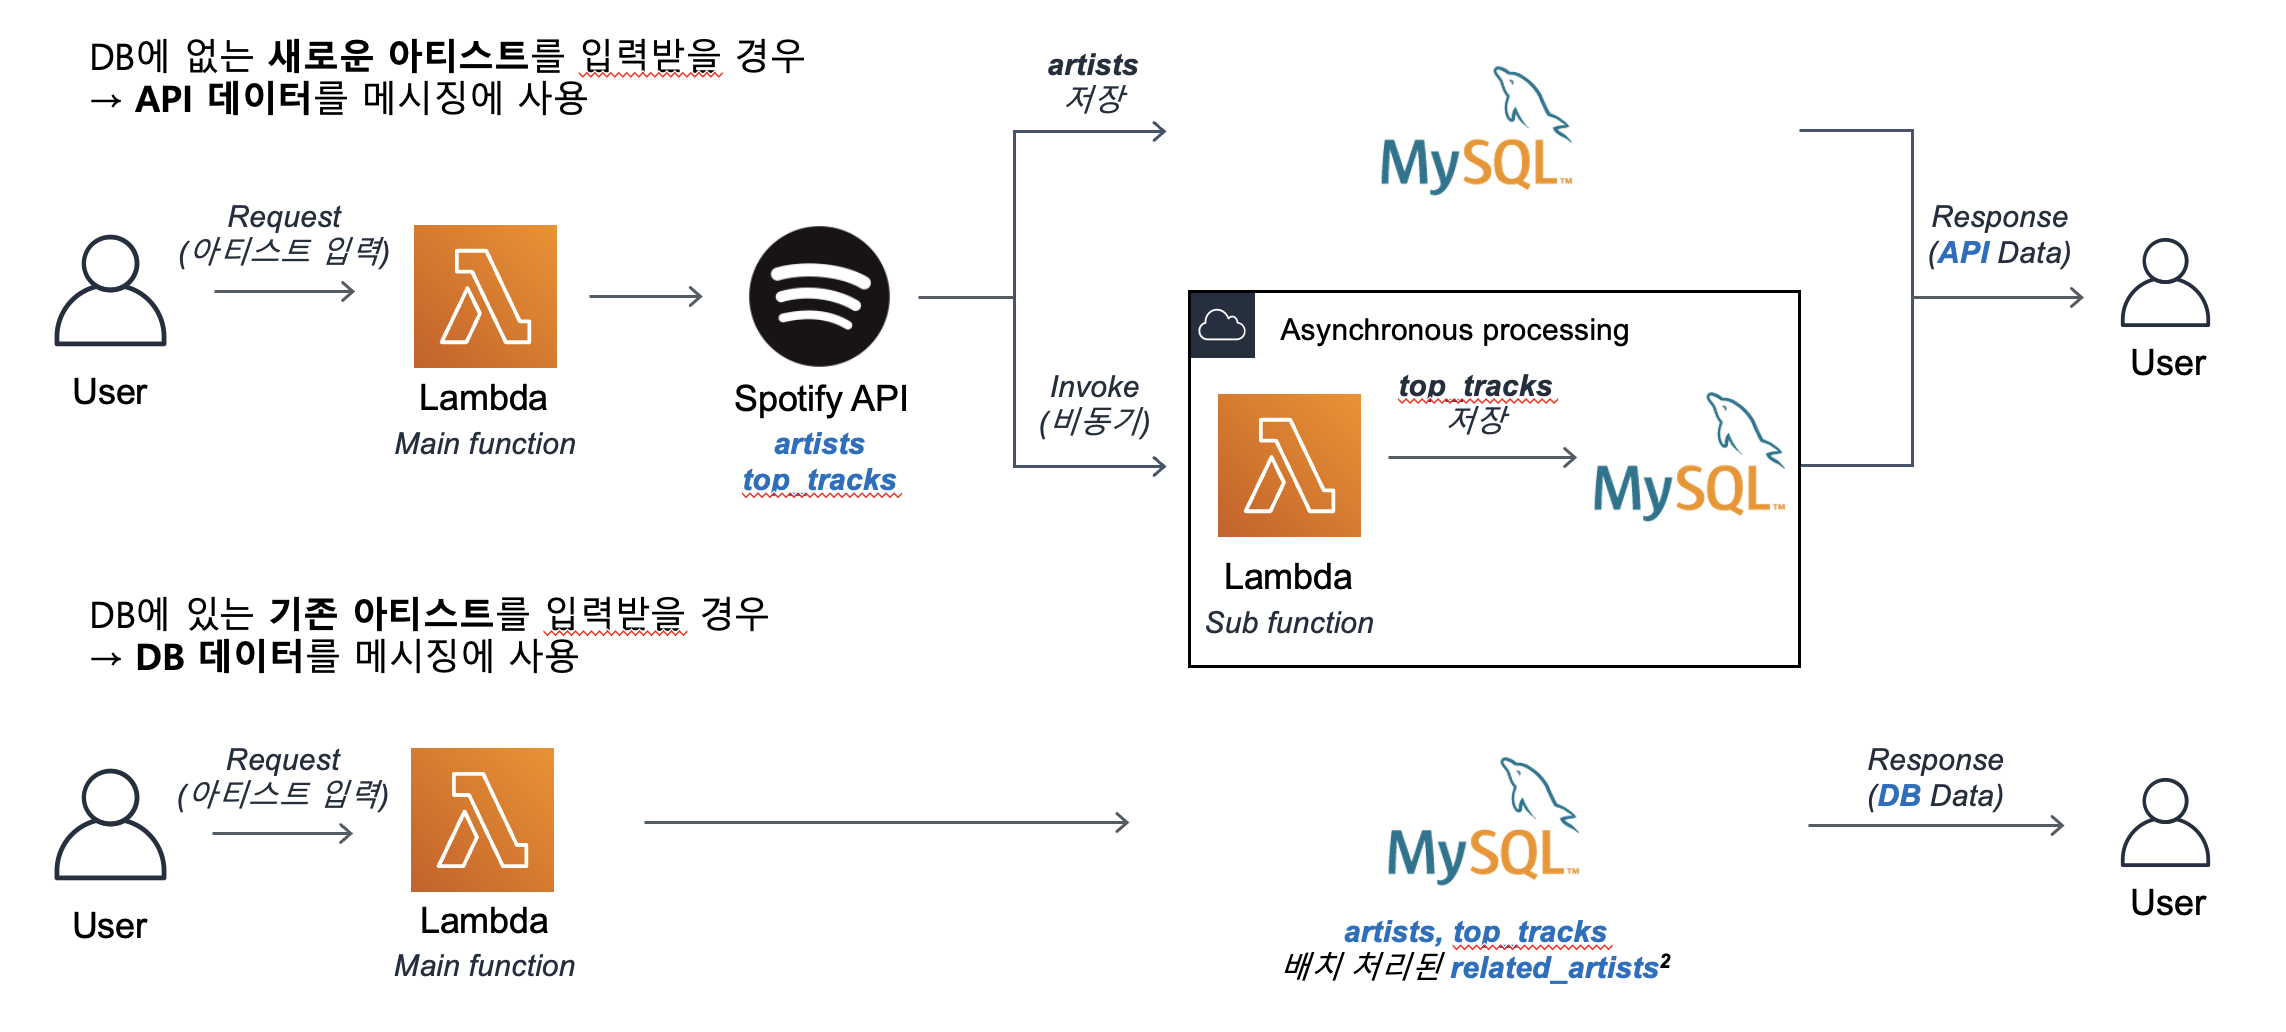 DB에 없는 새로운 아티스트를 입력받을 경우
→ API 데이터를 메시징에 사용
Request
(아티스트 입력)
User
Lambda
Main function
Spotify API
artists
top_tracks
artists
저장
MySQL™
Invoke
(비동기)
Asynchronous processing
Lambda
Sub function
top_tracks
저장
MySQL™
Response
(API Data)
User
DB에 있는 기존 아티스트를 입력받을 경우
→ DB 데이터를 메시징에 사용
Request
(아티스트 입력)
User
Lambda
Main function
MySQL™
artists, top_tracks
배치 처리된 related_artists²
Response
(DB Data)
User